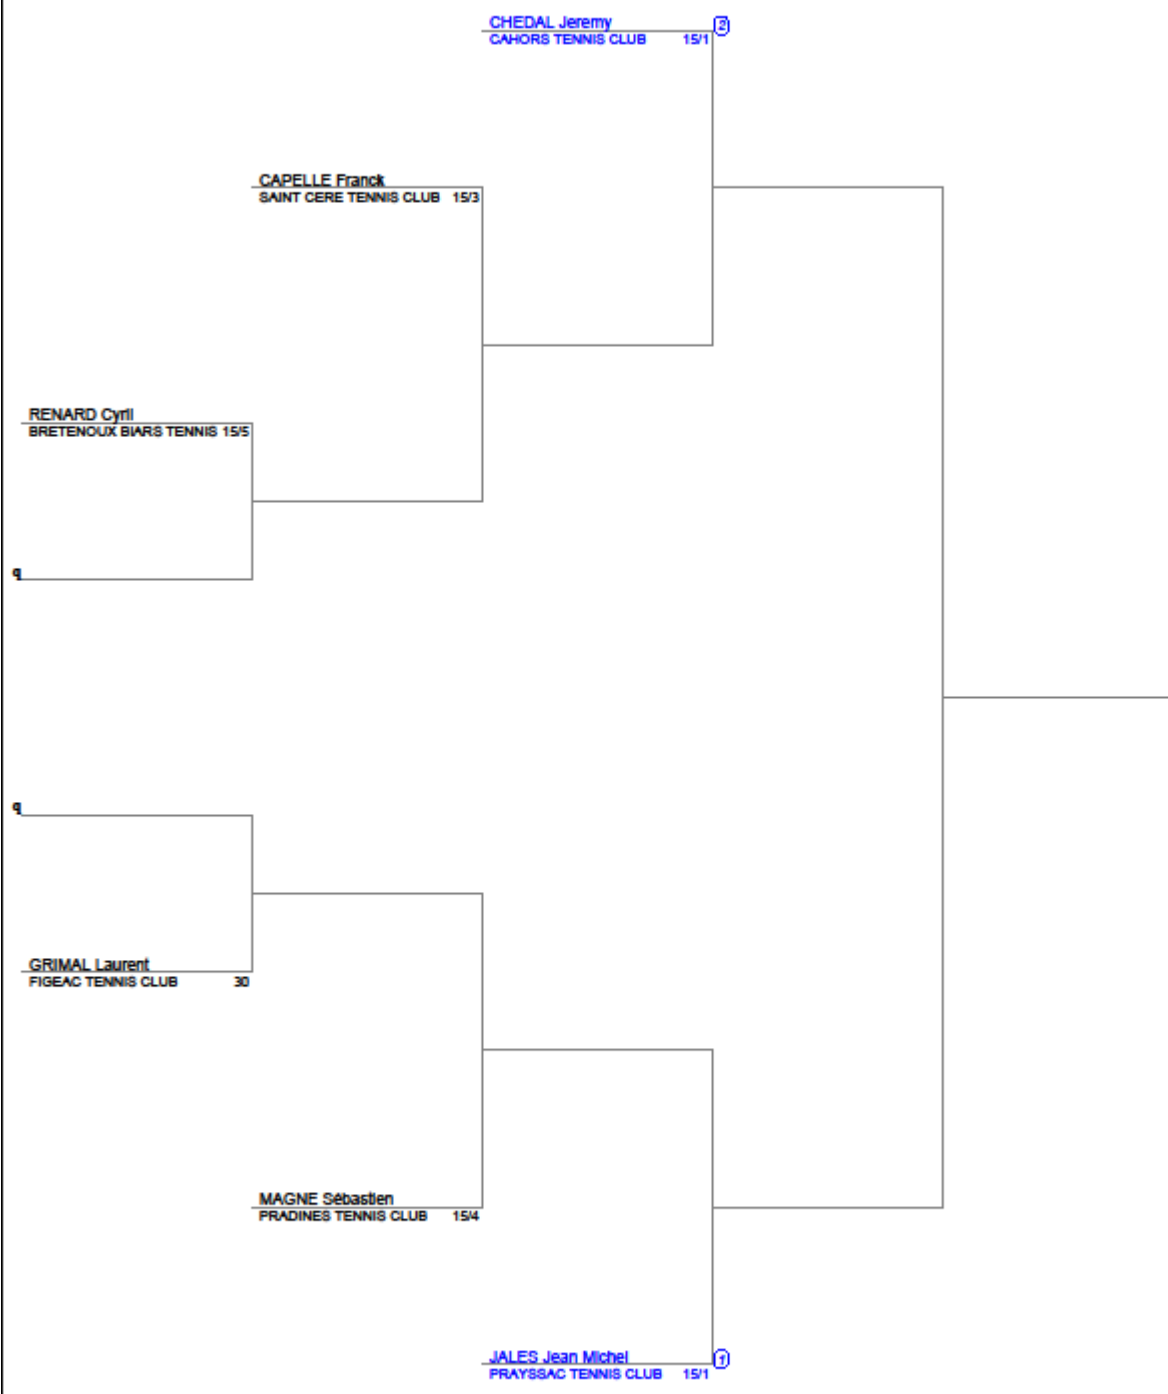 CHEDAL Jeremy 2
CAHORS TENNIS CLUB 15/1
CAPELLE Franck
SAINT CERE TENNIS CLUB 15/3
RENARD Cyril
BRETENOUX BIARS TENNIS 15/5
q
q
GRIMAL Laurent
FIGEAC TENNIS CLUB 30
MAGNE Sébastien
PRADINES TENNIS CLUB 15/4
JALES Jean Michel 1
PRAYSSAC TENNIS CLUB 15/1